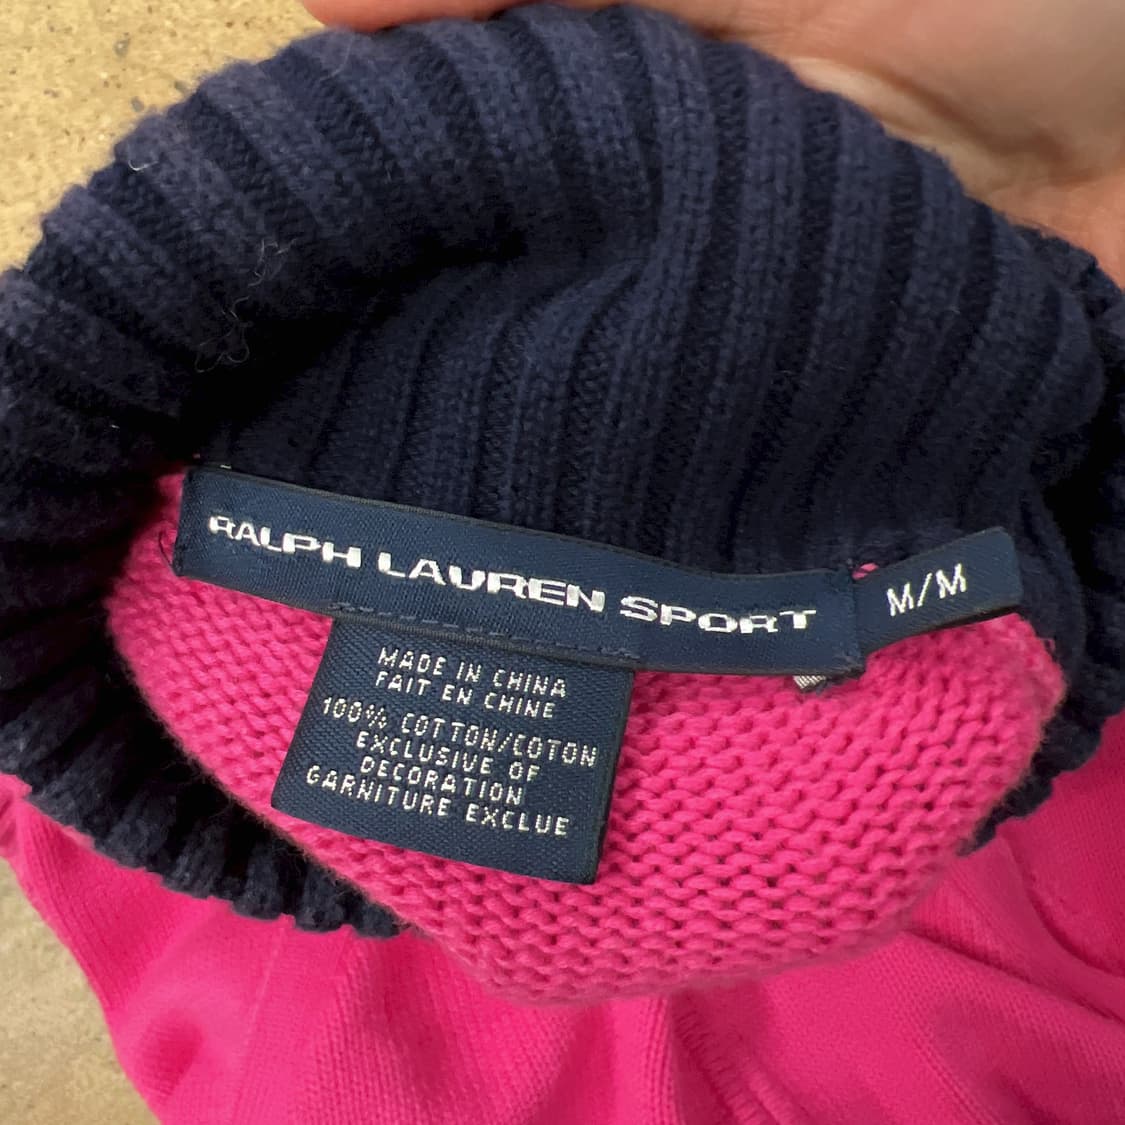 RALPH LAUREN SPORT
M/M
MADE IN CHINA
FAIT EN CHINE
100% COTTON/COTON
EXCLUSIVE OF
DECORATION
GARNITURE EXCLUE